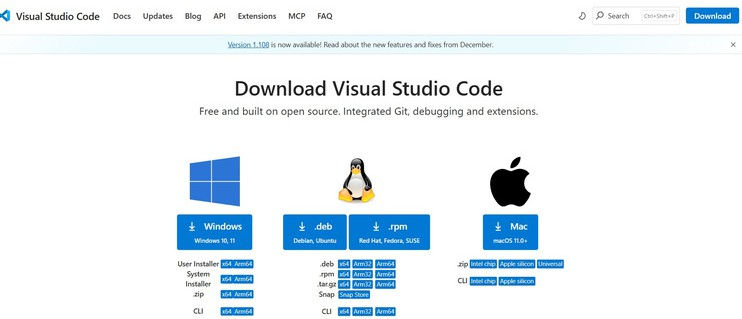 Visual Studio Code Docs Updates Blog API Extensions MCP FAQ Search Ctrl+Shift+P Download
Version 1.108 is now available! Read about the new features and fixes from December.
Download Visual Studio Code
Free and built on open source. Integrated Git, debugging and extensions.
Windows
Windows 10, 11
User Installer x64 Arm64
System Installer x64 Arm64
.zip x64 Arm64
CLI x64 Arm64
.deb
Debian, Ubuntu
.rpm
Red Hat, Fedora, SUSE
.deb x64 Arm32 Arm64
.rpm x64 Arm32 Arm64
.tar.gz x64 Arm32 Arm64
Snap Snap Store
CLI x64 Arm32 Arm64
Mac
macOS 11.0+
.zip Intel chip Apple silicon Universal
CLI Intel chip Apple silicon